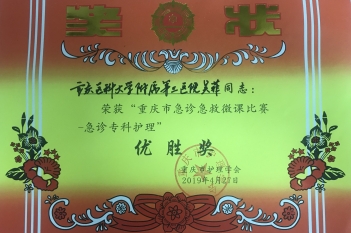 奖 状
重庆医科大学附属第二医院吴菲同志：
荣获“重庆市急诊急救微课比赛
-急诊专科护理”
优胜奖
重庆市护理学会
2019年4月27日